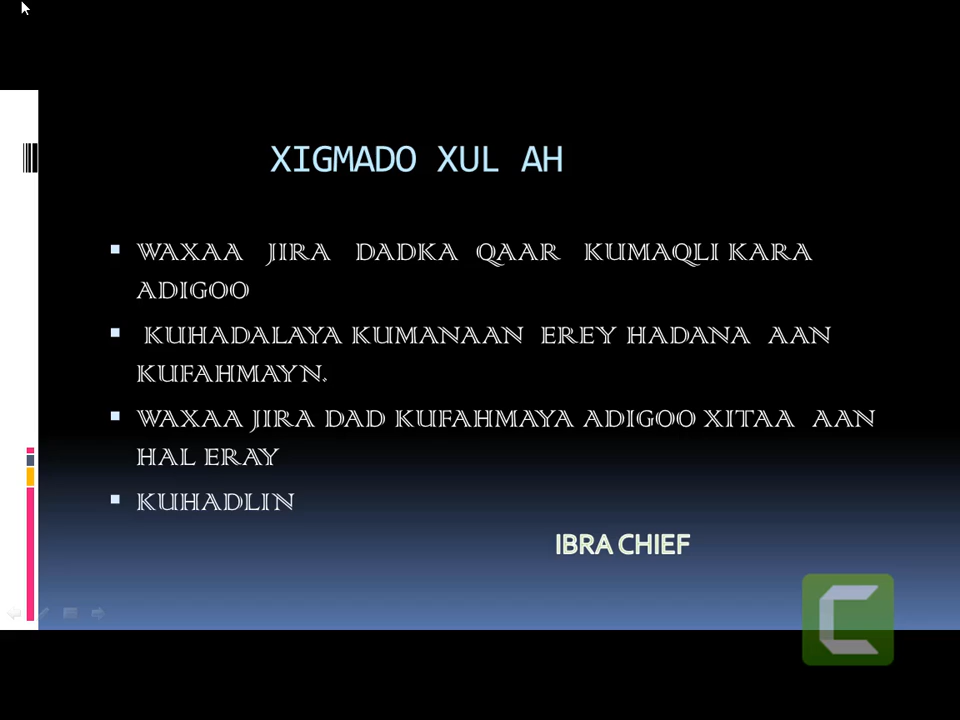 XIGMADO XUL AH
WAXAA JIRA DADKA QAAR KUMAQLI KARA
ADIGOO
KUHADALAYA KUMANAAN EREY HADANA AAN
KUFAHMAYN.
WAXAA JIRA DAD KUFAHMAYA ADIGOO XITAA AAN
HAL ERAY
KUHADLIN
IBRA CHIEF